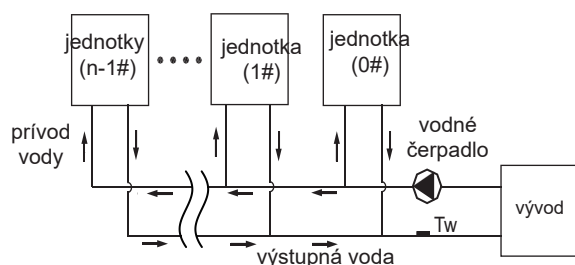 jednotky
(n-1#)
jednotka
(1#)
jednotka
(0#)
prívod
vody
vodné
čerpadlo
vývod
Tw
výstupná voda